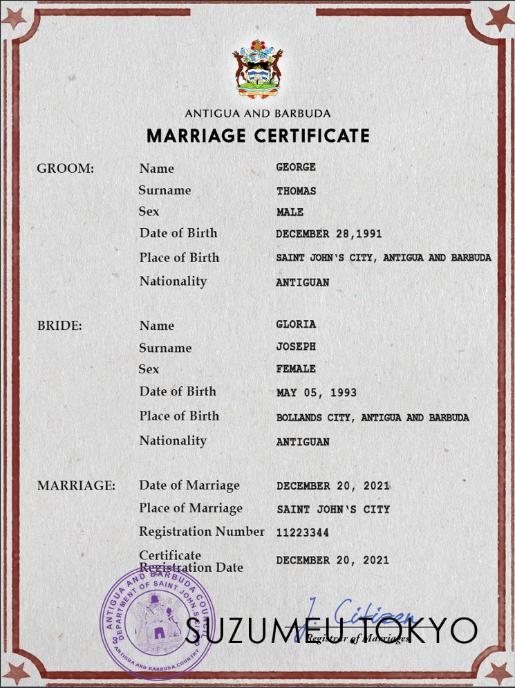 ANTIGUA AND BARBUDA
MARRIAGE CERTIFICATE
GROOM: Name GEORGE
Surname THOMAS
Sex MALE
Date of Birth DECEMBER 28,1991
Place of Birth SAINT JOHN'S CITY, ANTIGUA AND BARBUDA
Nationality ANTIGUAN
BRIDE: Name GLORIA
Surname JOSEPH
Sex FEMALE
Date of Birth MAY 05, 1993
Place of Birth BOLLANDS CITY, ANTIGUA AND BARBUDA
Nationality ANTIGUAN
MARRIAGE: Date of Marriage DECEMBER 20, 2021
Place of Marriage SAINT JOHN'S CITY
Registration Number 11223344
Certificate
Registration Date DECEMBER 20, 2021
ANTIGUA AND BARBUDA
DEPARTMENT OF SAINT JOHN'S
ANTIGUA AND BARBUDA COUNTRY
J Citizen
SUZUMEU TOKYO
Registrar of Marriages